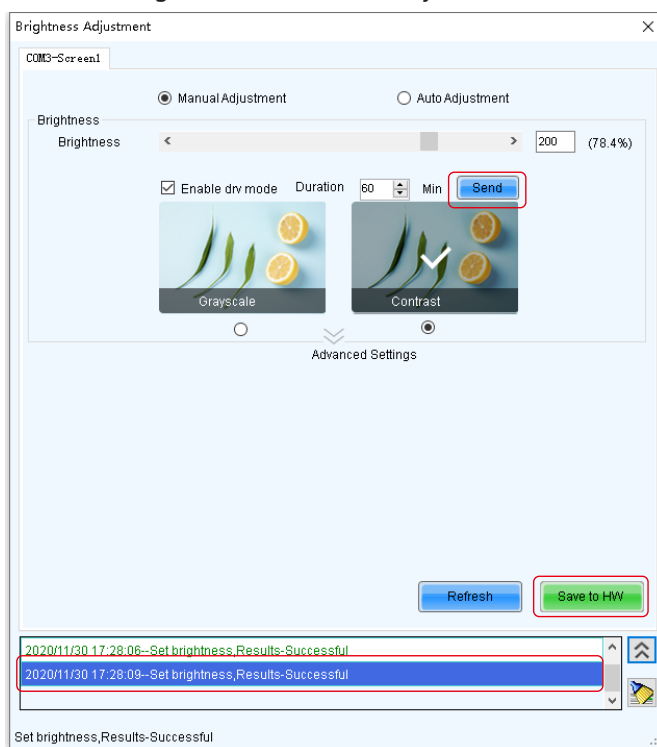 Brightness Adjustment
COM3-Screen1
Manual Adjustment Auto Adjustment
Brightness
Brightness 200 (78.4%)
Enable drv mode Duration 60 Min Send
Grayscale Contrast
Advanced Settings
Refresh Save to HW
2020/11/30 17:28:06--Set brightness,Results-Successful
2020/11/30 17:28:09--Set brightness,Results-Successful
Set brightness,Results-Successful